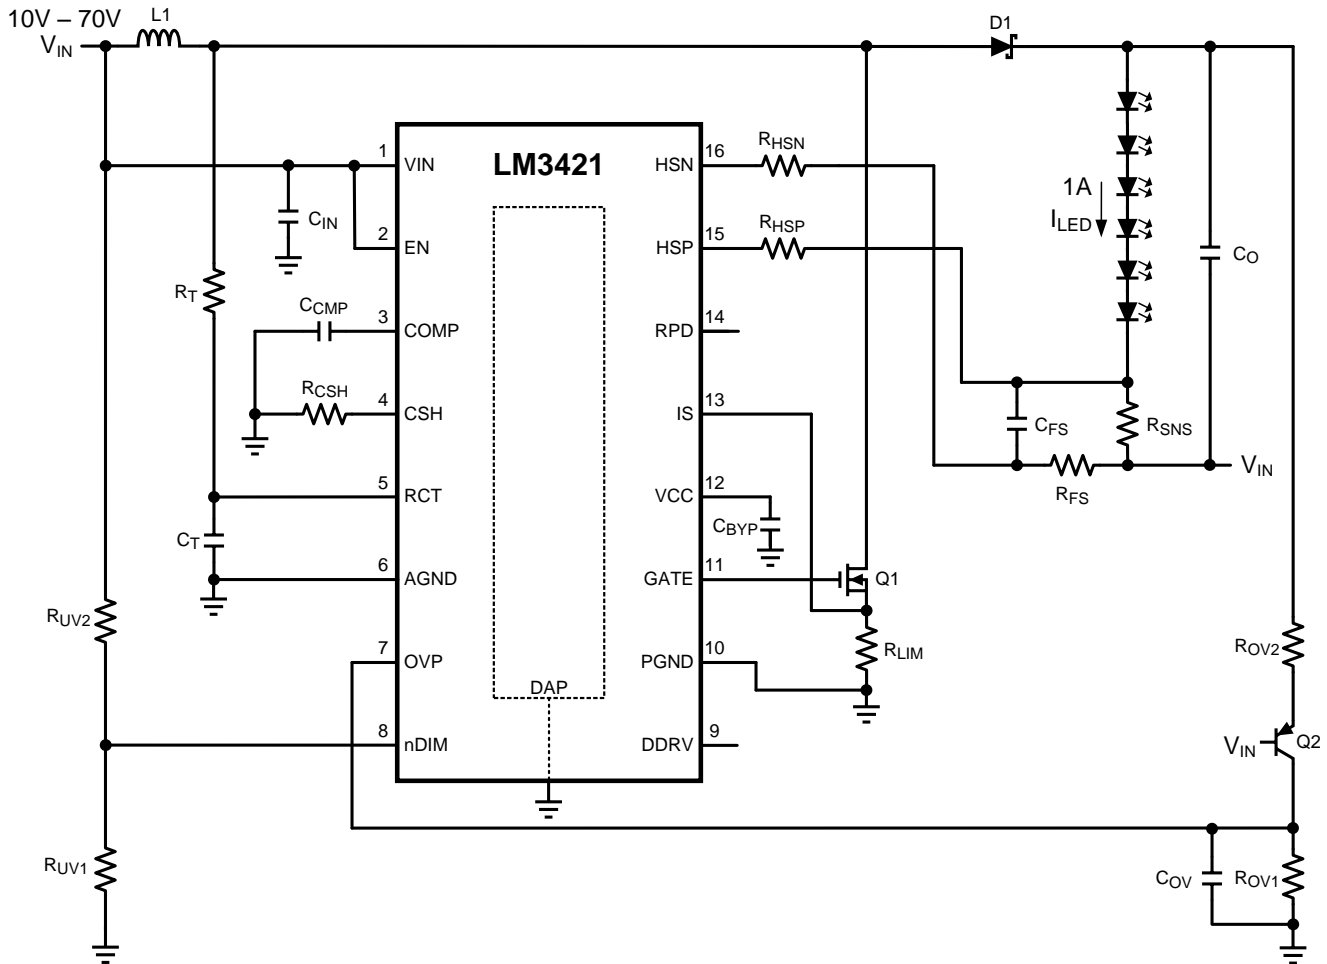 10V – 70V
L1
VIN
D1
LM3421
1
VIN
HSN
16
RHSN
CIN
2
EN
HSP
15
RHSP
1A
ILED
CO
RT
CCMP
3
COMP
RPD
14
RCSH
4
CSH
IS
13
CFS
RSNS
VIN
RFS
5
RCT
VCC
12
CBYP
CT
6
AGND
GATE
11
Q1
RUV2
7
OVP
PGND
10
RLIM
ROV2
DAP
8
nDIM
DDRV
9
VIN
Q2
RUV1
COV
ROV1